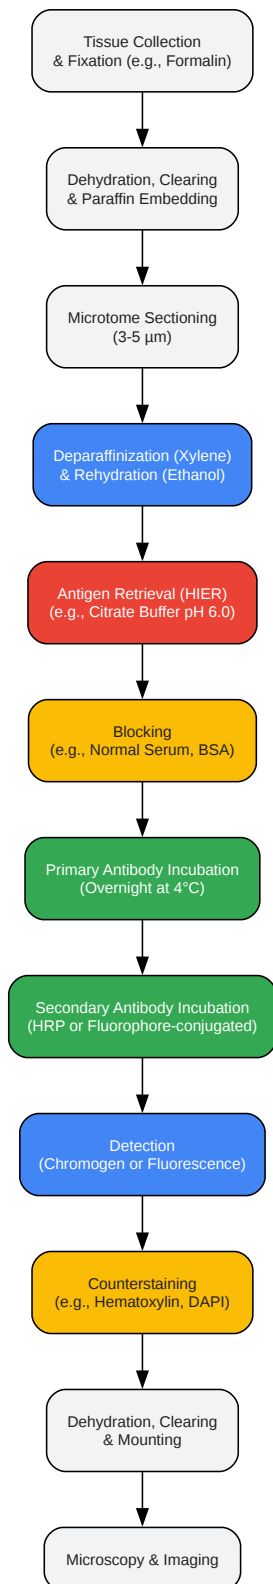 Tissue Collection
& Fixation (e.g., Formalin)
Dehydration, Clearing
& Paraffin Embedding
Microtome Sectioning
(3-5 µm)
Deparaffinization (Xylene)
& Rehydration (Ethanol)
Antigen Retrieval (HIER)
(e.g., Citrate Buffer pH 6.0)
Blocking
(e.g., Normal Serum, BSA)
Primary Antibody Incubation
(Overnight at 4°C)
Secondary Antibody Incubation
(HRP or Fluorophore-conjugated)
Detection
(Chromogen or Fluorescence)
Counterstaining
(e.g., Hematoxylin, DAPI)
Dehydration, Clearing
& Mounting
Microscopy & Imaging